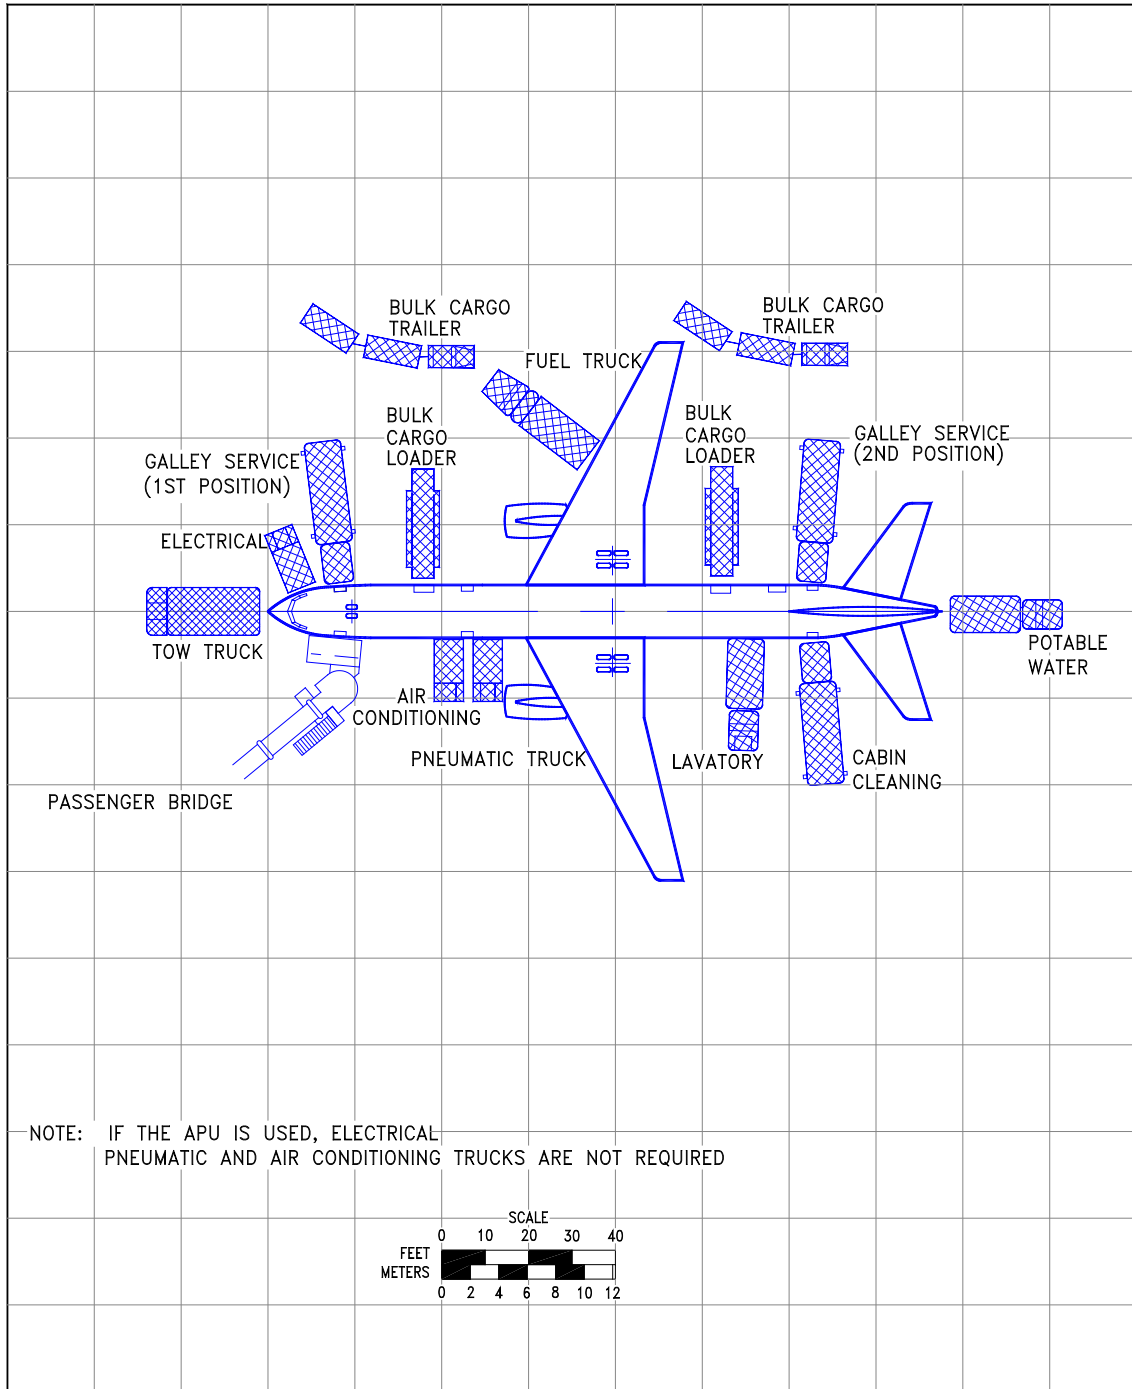 BULK CARGO
TRAILER
BULK CARGO
TRAILER
FUEL TRUCK
BULK
CARGO
LOADER
BULK
CARGO
LOADER
GALLEY SERVICE
(2ND POSITION)
GALLEY SERVICE
(1ST POSITION)
ELECTRICAL
TOW TRUCK
POTABLE
WATER
AIR
CONDITIONING
PNEUMATIC TRUCK
LAVATORY
CABIN
CLEANING
PASSENGER BRIDGE
NOTE: IF THE APU IS USED, ELECTRICAL
PNEUMATIC AND AIR CONDITIONING TRUCKS ARE NOT REQUIRED
SCALE
0 10 20 30 40
FEET
METERS
0 2 4 6 8 10 12